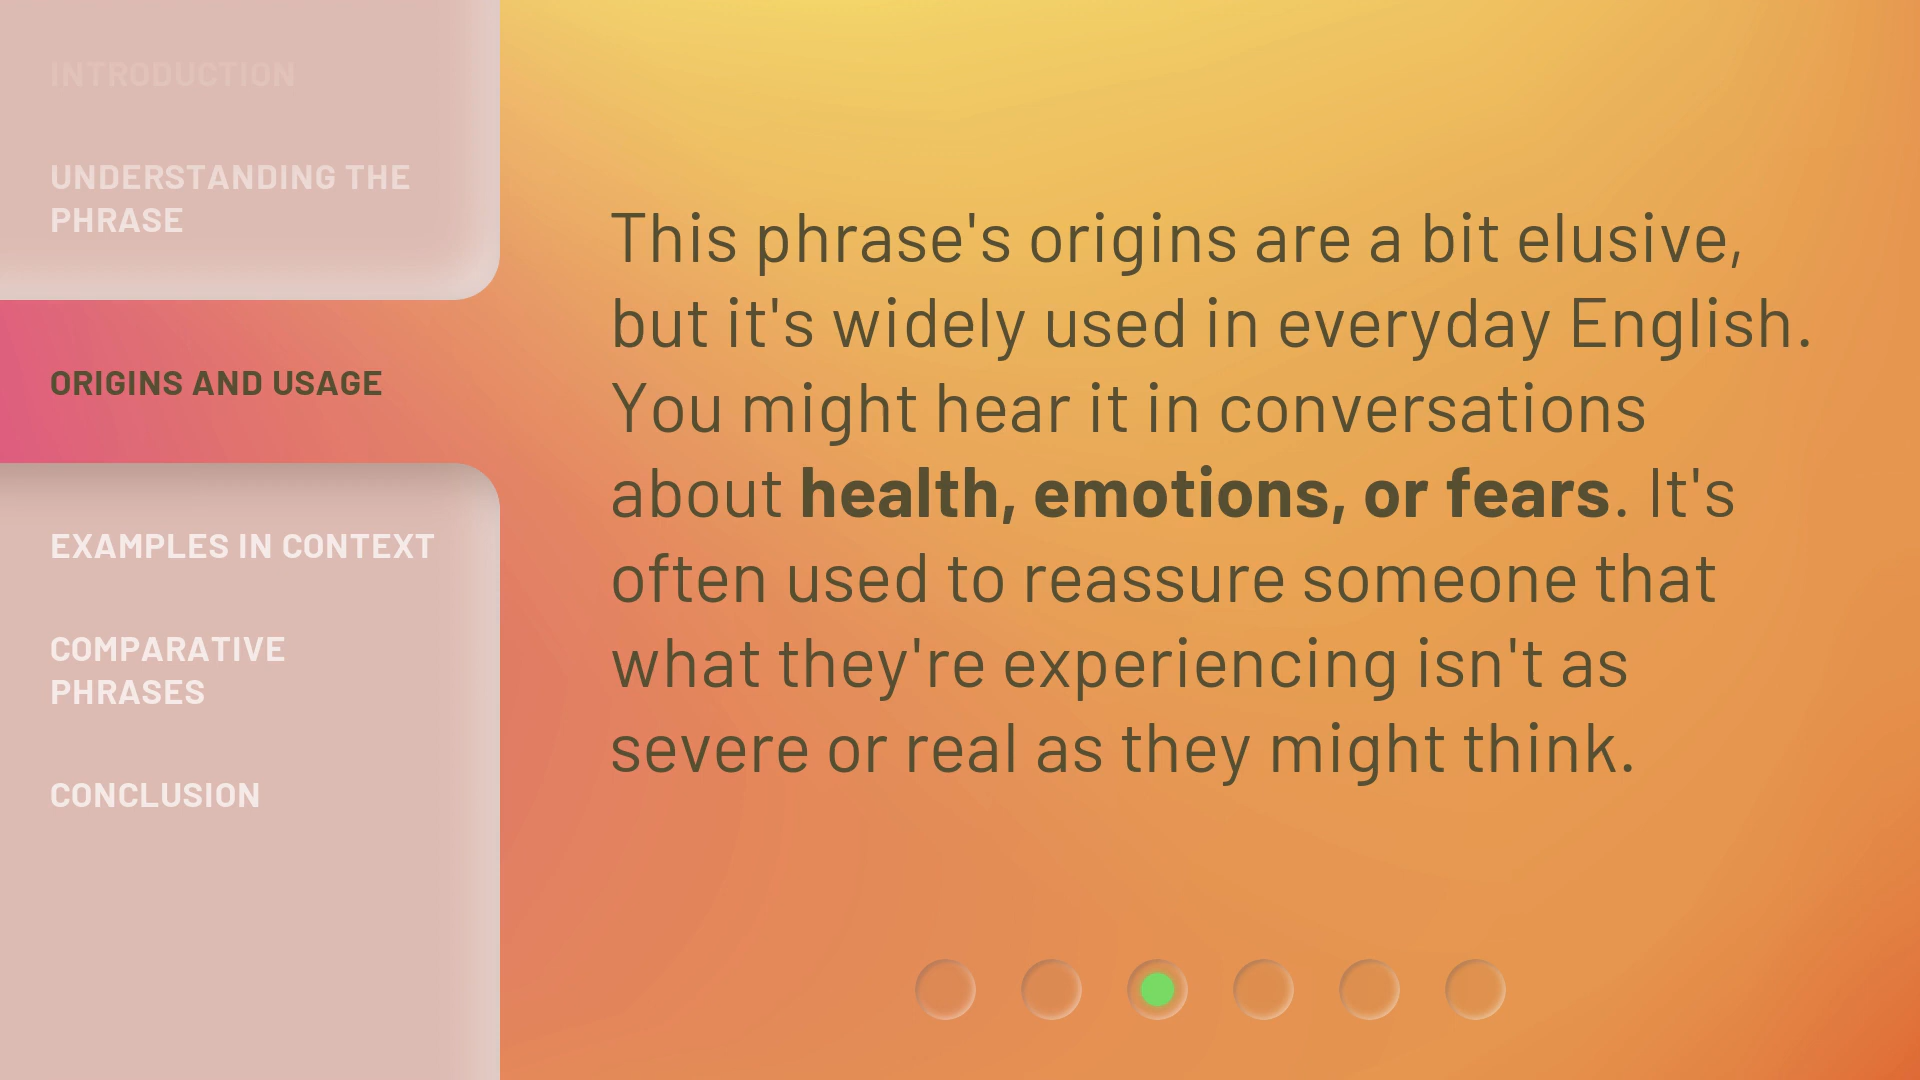 INTRODUCTION
UNDERSTANDING THE
PHRASE
ORIGINS AND USAGE
EXAMPLES IN CONTEXT
COMPARATIVE
PHRASES
CONCLUSION
This phrase's origins are a bit elusive,
but it's widely used in everyday English.
You might hear it in conversations
about health, emotions, or fears. It's
often used to reassure someone that
what they're experiencing isn't as
severe or real as they might think.